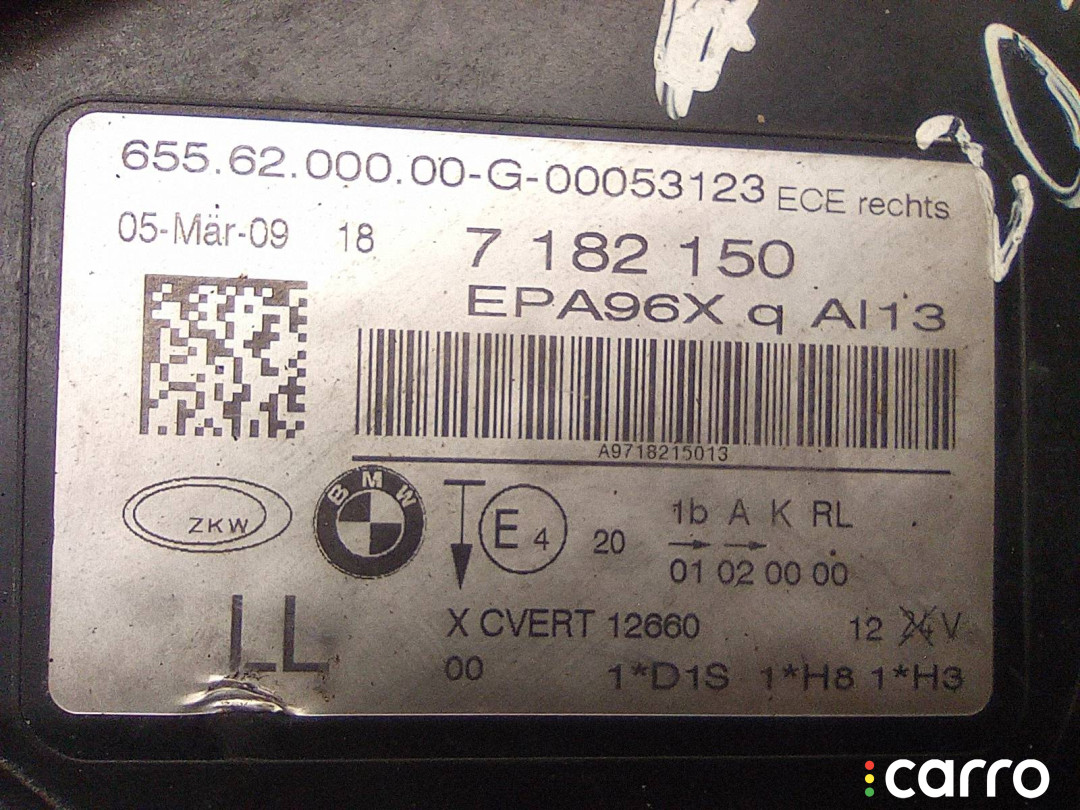 655.62.000.00-G-00053123 ECE rechts
05-Mär-09 18 7 182 150
EPA96X q AI13
A9718215013
ZKW
BMW
E4
20
1b A K RL
01 02 00 00
X CVERT 12660
12 24 V
LL
00
1*D1S 1*H8 1*H3
carro